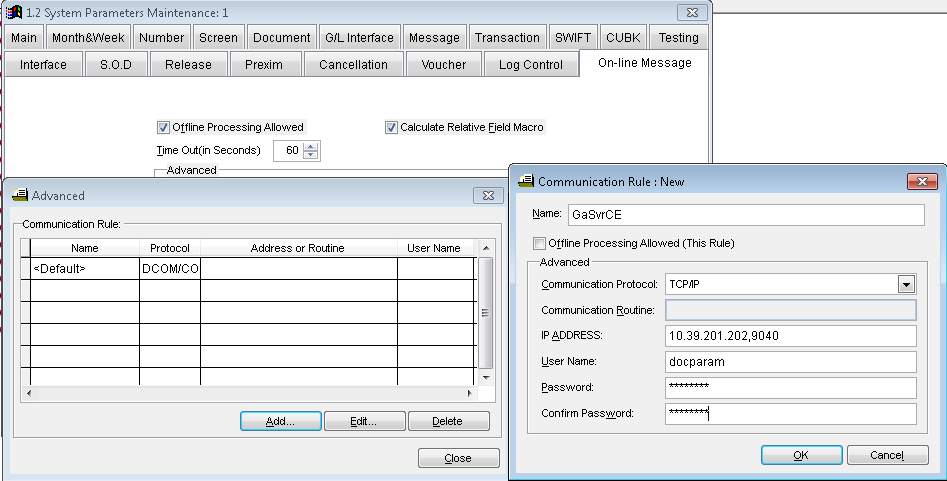 1.2 System Parameters Maintenance: 1
Main Month&Week Number Screen Document G/L Interface Message Transaction SWIFT CUBK Testing
Interface S.O.D Release Prexim Cancellation Voucher Log Control On-line Message
Offline Processing Allowed Calculate Relative Field Macro
Time Out(in Seconds) 60
Advanced
Advanced
Communication Rule:
Name Protocol Address or Routine User Name
<Default> DCOM/CO
Add... Edit... Delete
Close
Communication Rule : New
Name: GaSvrCE
Offline Processing Allowed (This Rule)
Advanced
Communication Protocol: TCP/IP
Communication Routine:
IP ADDRESS: 10.39.201.202,9040
User Name: docparam
Password: ********
Confirm Password: ********
OK Cancel